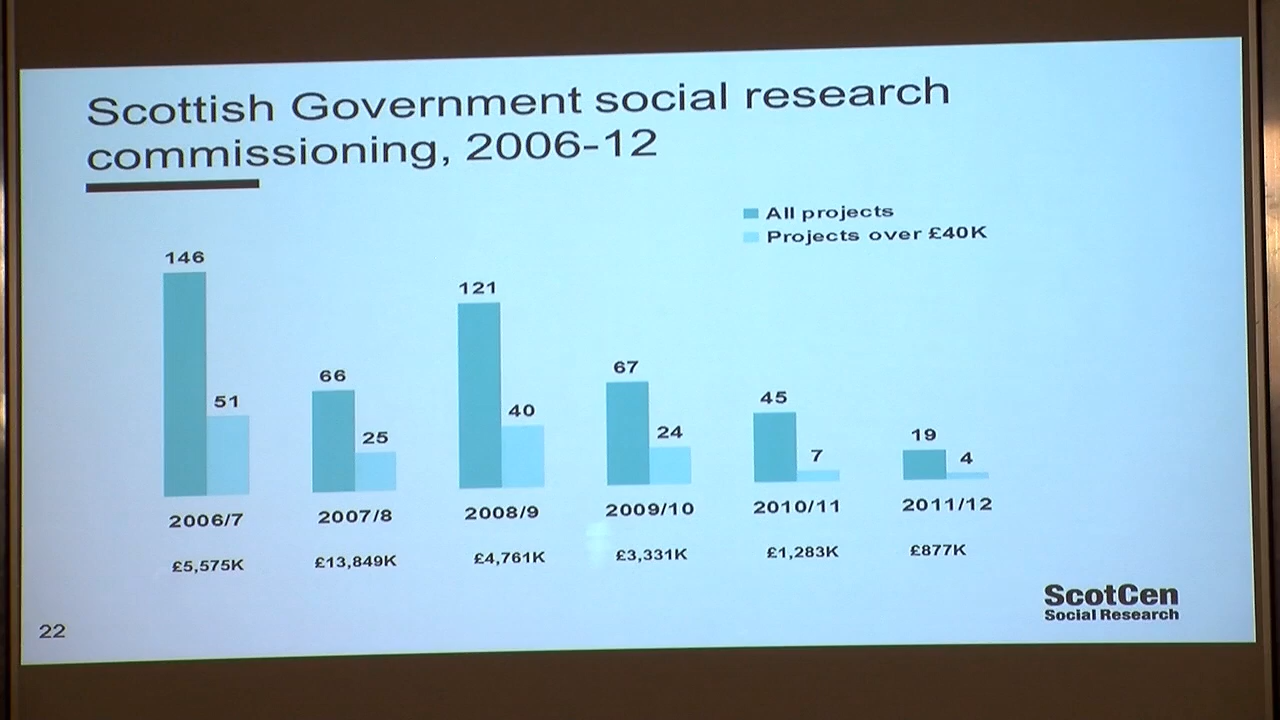 Scottish Government social research
commissioning, 2006-12
All projects
Projects over £40K
146
51
66
25
121
40
67
24
45
7
19
4
2006/7
2007/8
2008/9
2009/10
2010/11
2011/12
£5,575K
£13,849K
£4,761K
£3,331K
£1,283K
£877K
ScotCen
Social Research
22